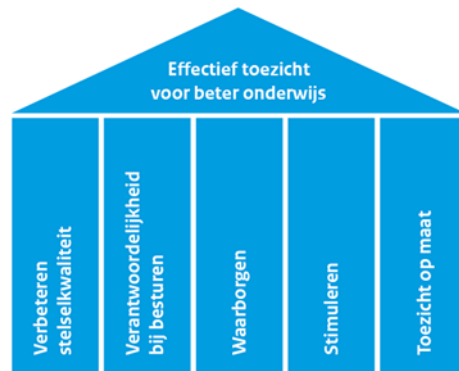 Effectief toezicht
voor beter onderwijs
Verbeteren
stelselkwaliteit
Verantwoordelijkheid
bij besturen
Waarborgen
Stimuleren
Toezicht op maat